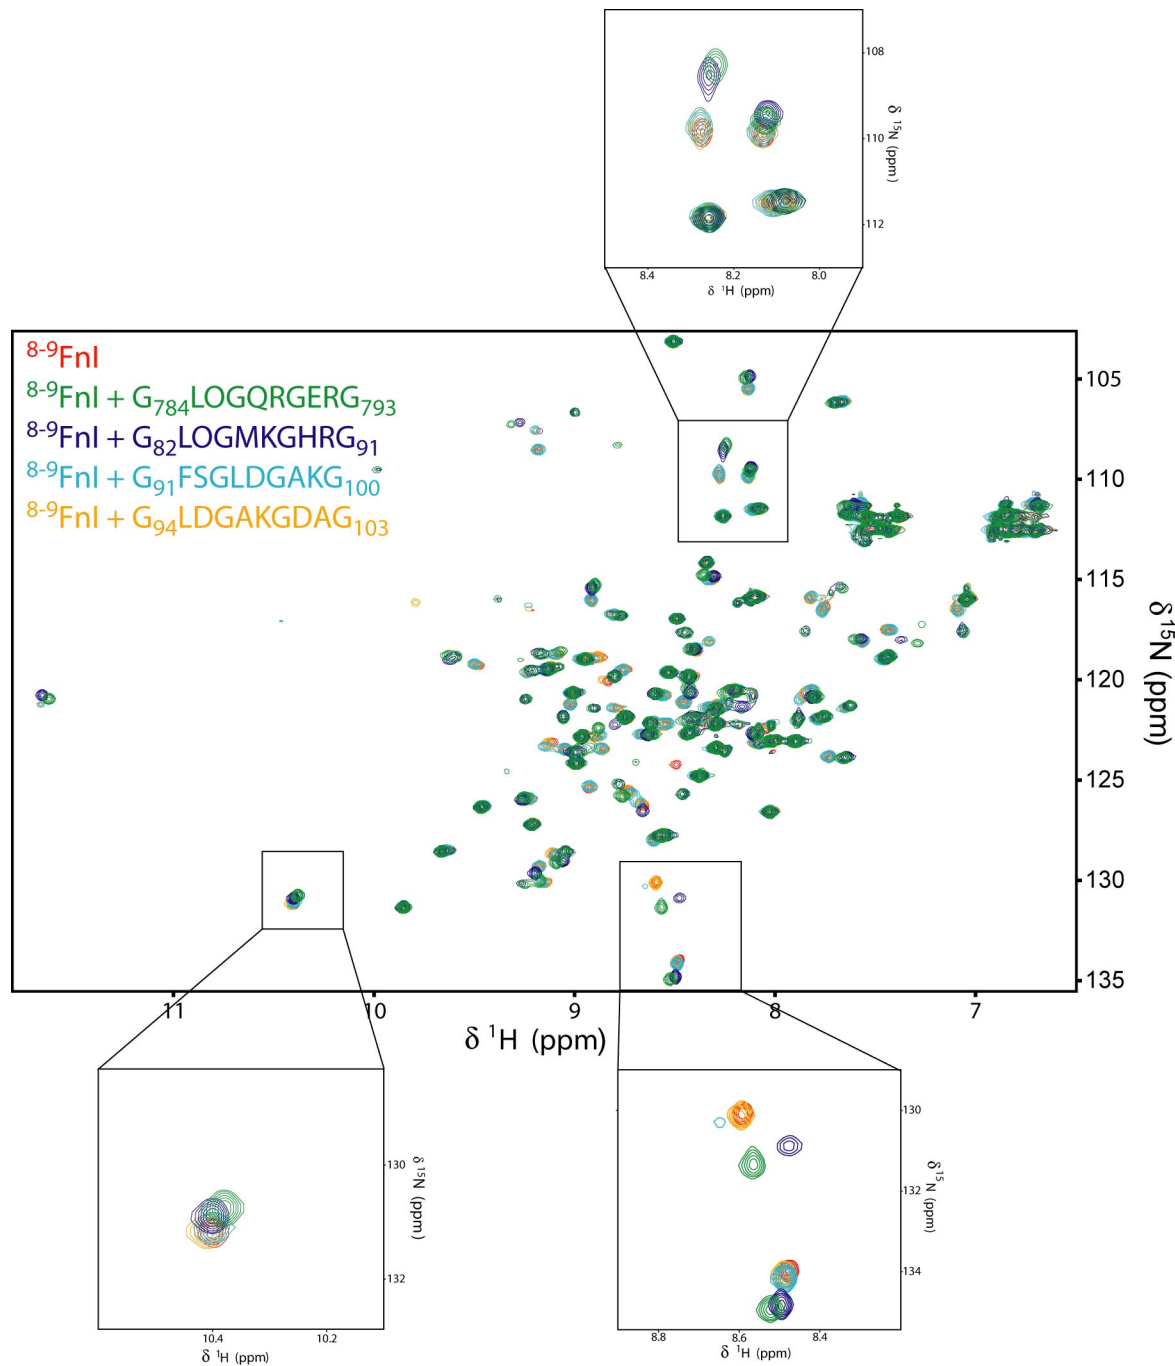 108
110
112
δ ¹⁵N (ppm)
8.4 8.2 8.0
δ ¹H (ppm)
⁸⁻⁹FnI
⁸⁻⁹FnI + G₇₈₄LOGQRGERG₇₉₃
⁸⁻⁹FnI + G₈₂LOGMKGHRG₉₁
⁸⁻⁹FnI + G₉₁FSGLDGAKG₁₀₀
⁸⁻⁹FnI + G₉₄LDGAKGDAG₁₀₃
105
110
115
120
125
130
135
δ ¹⁵N (ppm)
11 10 9 8 7
δ ¹H (ppm)
130
132
δ ¹⁵N (ppm)
10.4 10.2
δ ¹H (ppm)
130
132
134
δ ¹⁵N (ppm)
8.8 8.6 8.4
δ ¹H (ppm)